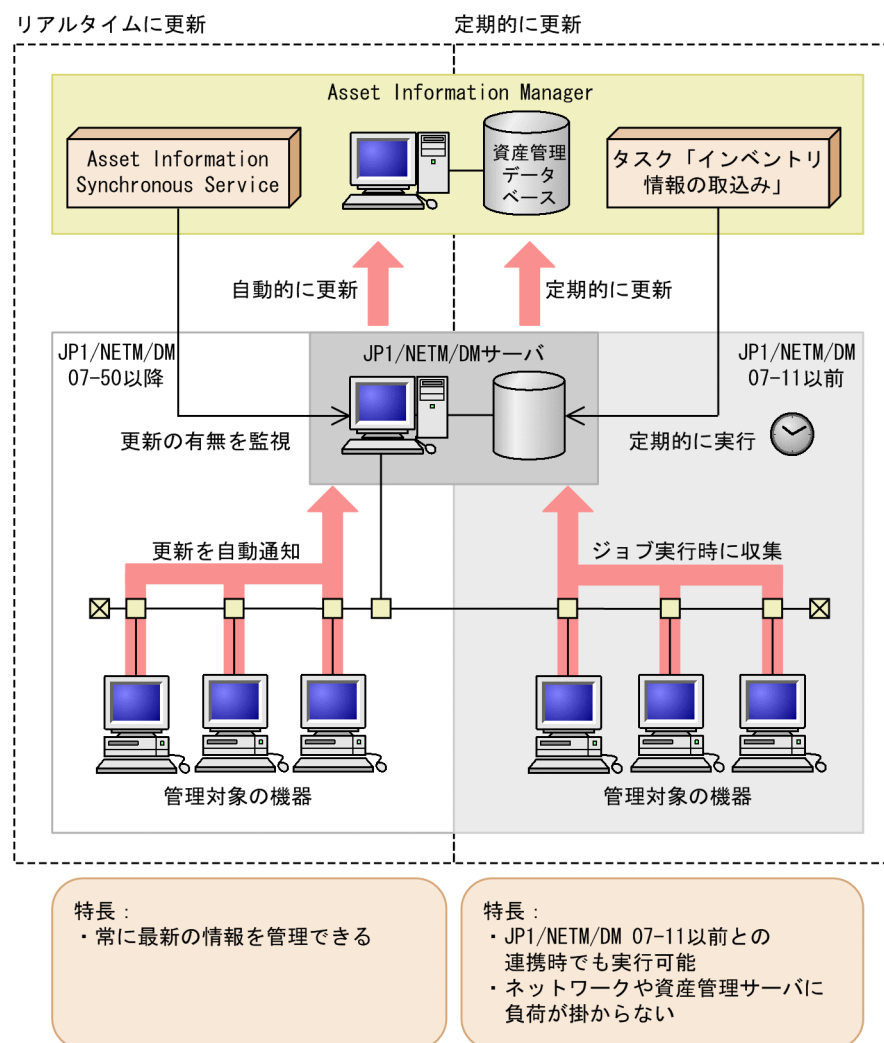 リアルタイムに更新
定期的に更新
Asset Information Manager
Asset Information
Synchronous Service
資産管理
データ
ベース
タスク「インベントリ
情報の取込み」
自動的に更新
定期的に更新
JP1/NETM/DM
07-50以降
JP1/NETM/DMサーバ
JP1/NETM/DM
07-11以前
更新の有無を監視
定期的に実行
更新を自動通知
ジョブ実行時に収集
管理対象の機器
管理対象の機器
特長：
・常に最新の情報を管理できる
特長：
・JP1/NETM/DM 07-11以前との
連携時でも実行可能
・ネットワークや資産管理サーバに
負荷が掛からない